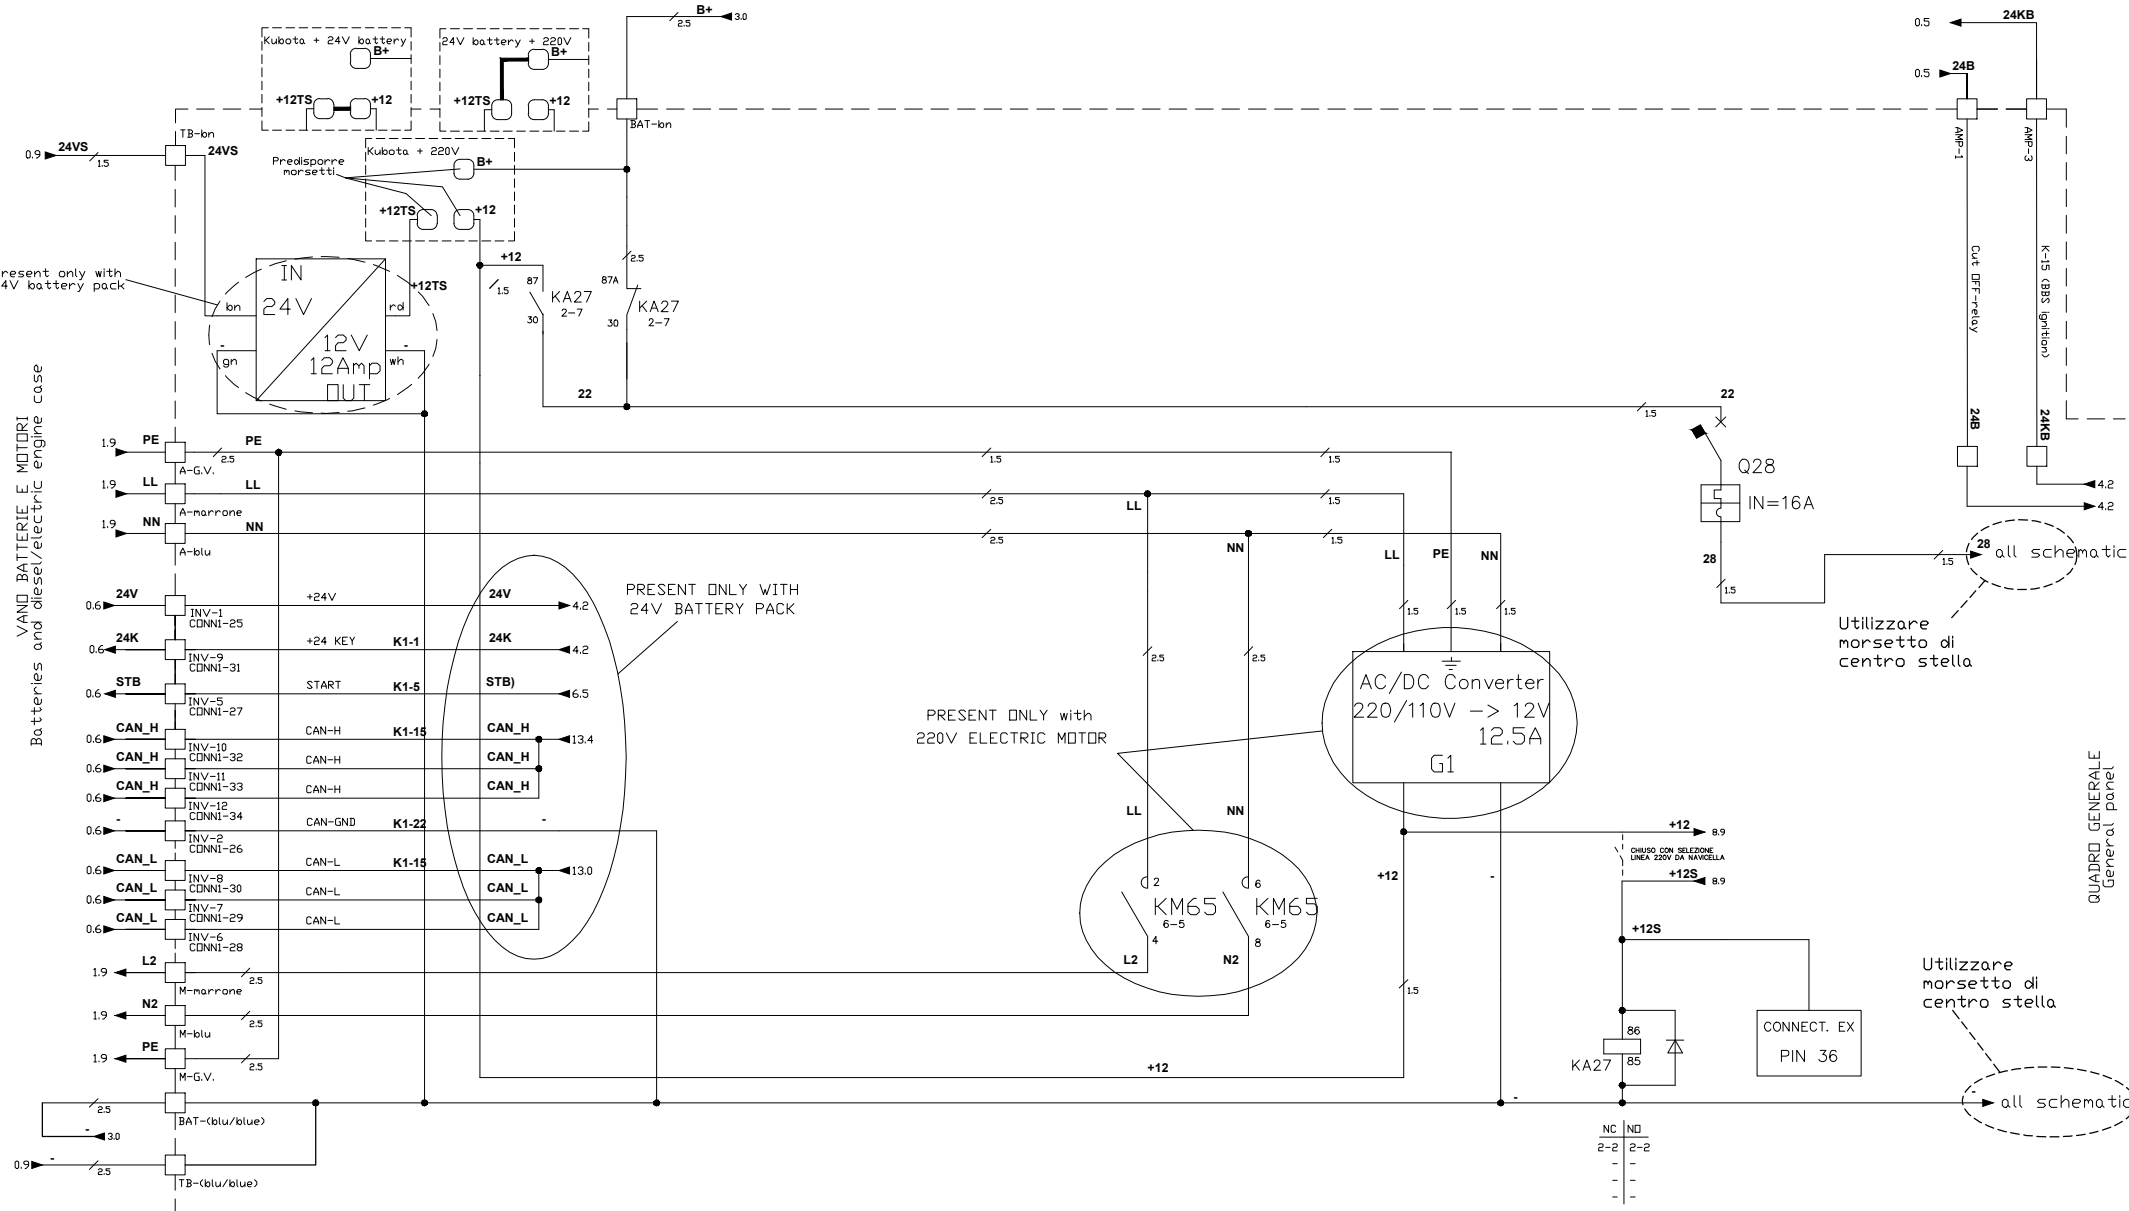 B+
2.5
3.0
24KB
0.5
Kubota + 24V battery
B+
+12TS
+12
24V battery + 220V
B+
+12TS
+12
24B
0.5
BAT-bn
AMP-1
AMP-3
TB-bn
0.9
24VS
1.5
24VS
Kubota + 220V
Predisporre
morsetti
B+
+12TS
+12
resent only with
4V battery pack
IN
24V
12V
12Amp
OUT
bn
rd
-
gn
-
wh
+12TS
+12
1.5
87
30
KA27
2-7
2.5
87A
30
KA27
2-7
Cut OFF-relay
K-15 (BBS ignition)
22
1.5
22
24B
24KB
Q28
IN=16A
4.2
4.2
28
1.5
1.5
28
all schematic
Utilizzare
morsetto di
centro stella
VANO BATTERIE E MOTORI
Batteries and diesel/electric engine case
1.9
PE
2.5
PE
1.5
1.5
A-G.V.
1.9
LL
LL
2.5
LL
1.5
A-marrone
1.9
NN
NN
2.5
NN
1.5
A-blu
LL
PE
NN
1.5
1.5
1.5
0.6
24V
+24V
24V
4.2
INV-1
CONN1-25
0.6
24K
+24 KEY
K1-1
24K
4.2
INV-9
CONN1-31
0.6
STB
START
K1-5
STB)
6.5
INV-5
CONN1-27
0.6
CAN_H
CAN-H
K1-15
CAN_H
13.4
INV-10
CONN1-32
0.6
CAN_H
CAN-H
CAN_H
INV-11
CONN1-33
0.6
CAN_H
CAN-H
CAN_H
INV-12
CONN1-34
0.6
-
CAN-GND
K1-22
-
INV-2
CONN1-26
0.6
CAN_L
CAN-L
K1-15
CAN_L
13.0
INV-8
CONN1-30
0.6
CAN_L
CAN-L
CAN_L
INV-7
CONN1-29
0.6
CAN_L
CAN-L
CAN_L
INV-6
CONN1-28
PRESENT ONLY WITH
24V BATTERY PACK
2.5
2.5
PRESENT ONLY with
220V ELECTRIC MOTOR
AC/DC Converter
220/110V -> 12V
12.5A
G1
LL
NN
2
KM65
6-5
4
6
KM65
6-5
8
L2
N2
+12
-
1.5
+12
8.9
CHIUSO CON SELEZIONE
LINEA 220V DA NAVICELLA
+12S
8.9
+12S
CONNECT. EX
PIN 36
86
85
KA27
QUADRO GENERALE
General panel
Utilizzare
morsetto di
centro stella
1.9
L2
2.5
M-marrone
1.9
N2
2.5
M-blu
1.9
PE
2.5
M-G.V.
+12
2.5
BAT-(blu/blue)
-
3.0
0.9
-
2.5
TB-(blu/blue)
-
-
all schematic
NC
NO
2-2
2-2
- -
- -
- -